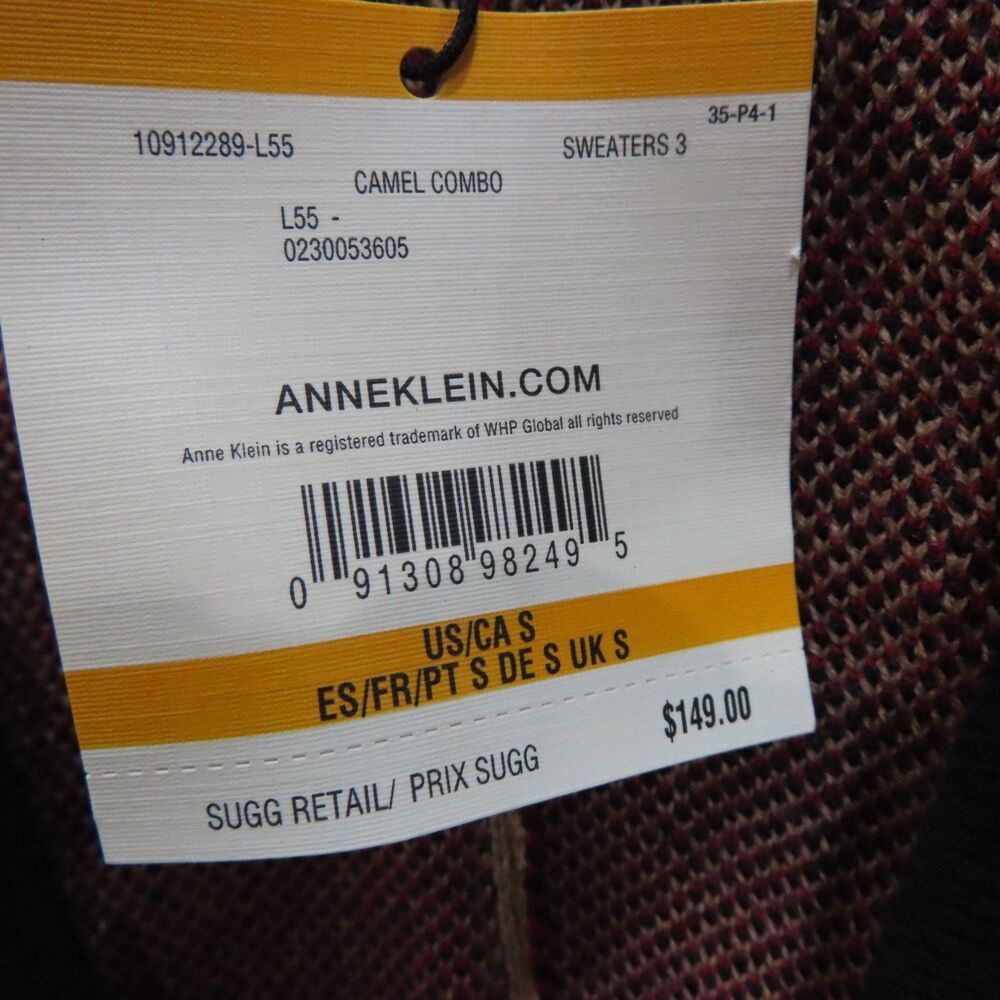 35-P4-1
10912289-L55 SWEATERS 3
CAMEL COMBO
L55 -
0230053605
ANNEKLEIN.COM
Anne Klein is a registered trademark of WHP Global all rights reserved
0 91308 98249 5
US/CA S
ES/FR/PT S DE S UK S
$149.00
SUGG RETAIL/ PRIX SUGG